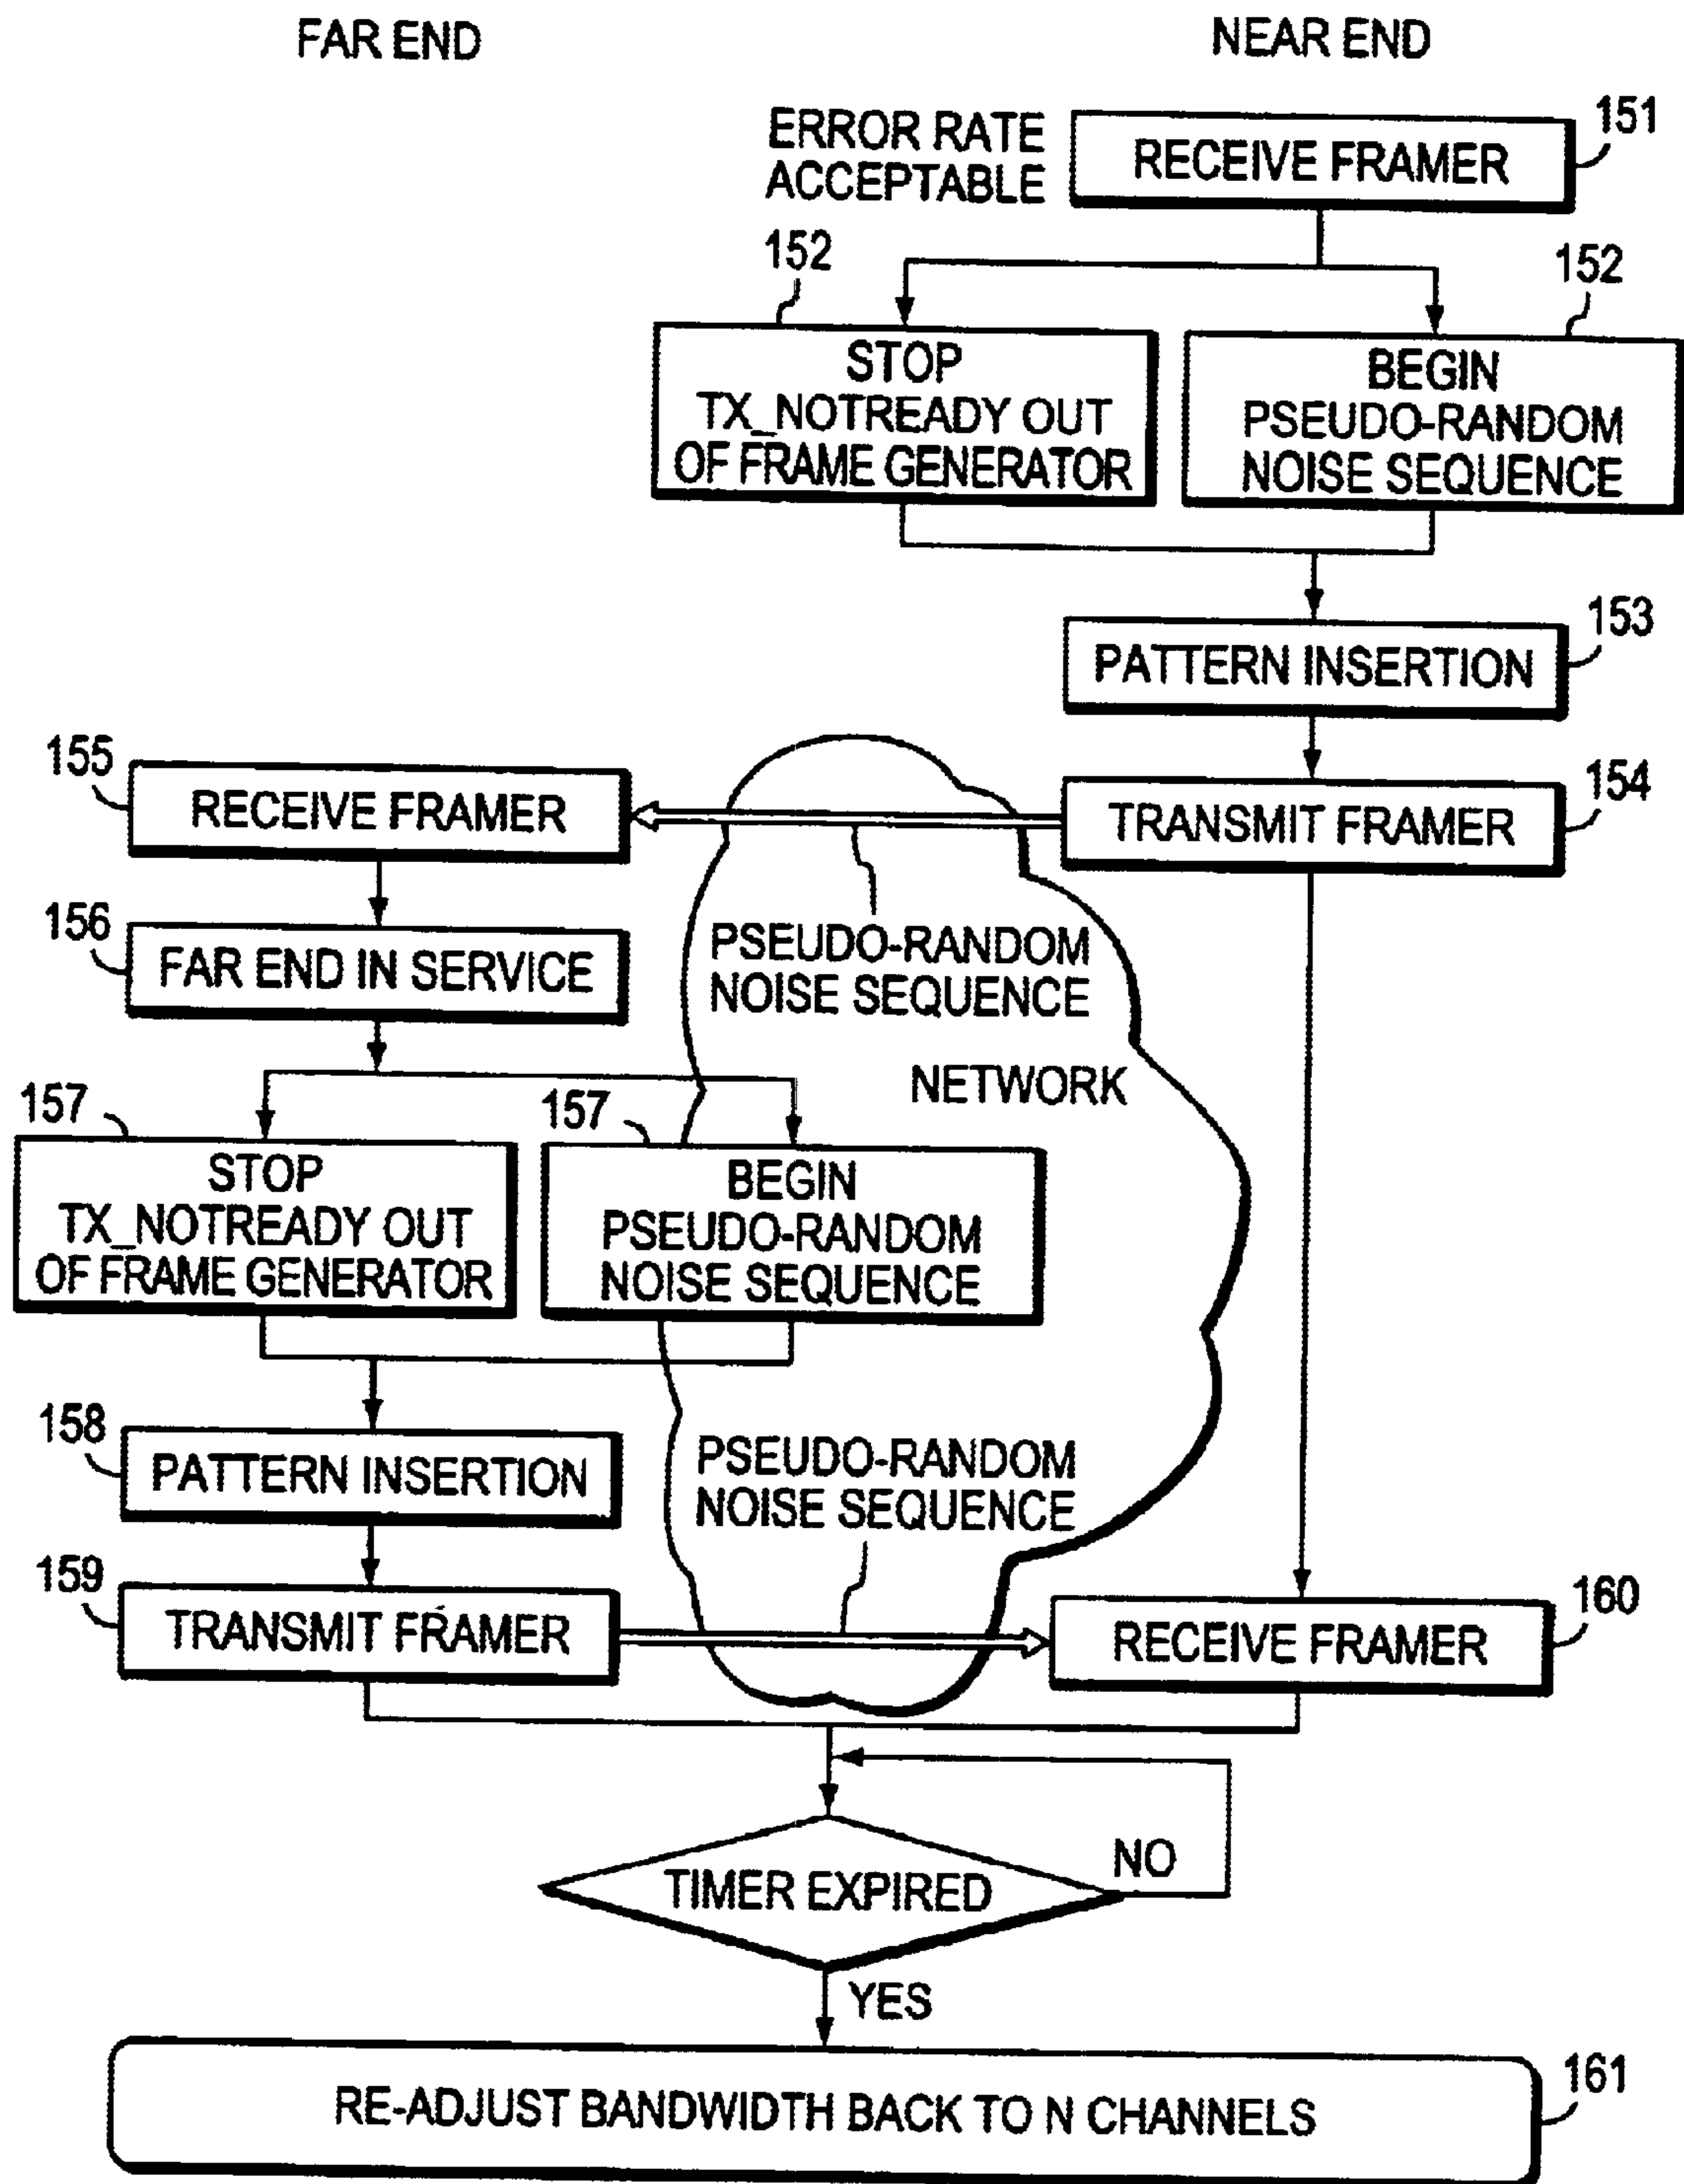 FAR END
NEAR END
ERROR RATE
ACCEPTABLE
RECEIVE FRAMER
151
152
152
STOP
TX_NOTREADY OUT
OF FRAME GENERATOR
BEGIN
PSEUDO-RANDOM
NOISE SEQUENCE
PATTERN INSERTION
153
155
RECEIVE FRAMER
TRANSMIT FRAMER
154
156
FAR END IN SERVICE
PSEUDO-RANDOM
NOISE SEQUENCE
NETWORK
157
157
STOP
TX_NOTREADY OUT
OF FRAME GENERATOR
BEGIN
PSEUDO-RANDOM
NOISE SEQUENCE
158
PATTERN INSERTION
PSEUDO-RANDOM
NOISE SEQUENCE
159
TRANSMIT FRAMER
RECEIVE FRAMER
160
TIMER EXPIRED
NO
YES
RE-ADJUST BANDWIDTH BACK TO N CHANNELS
161